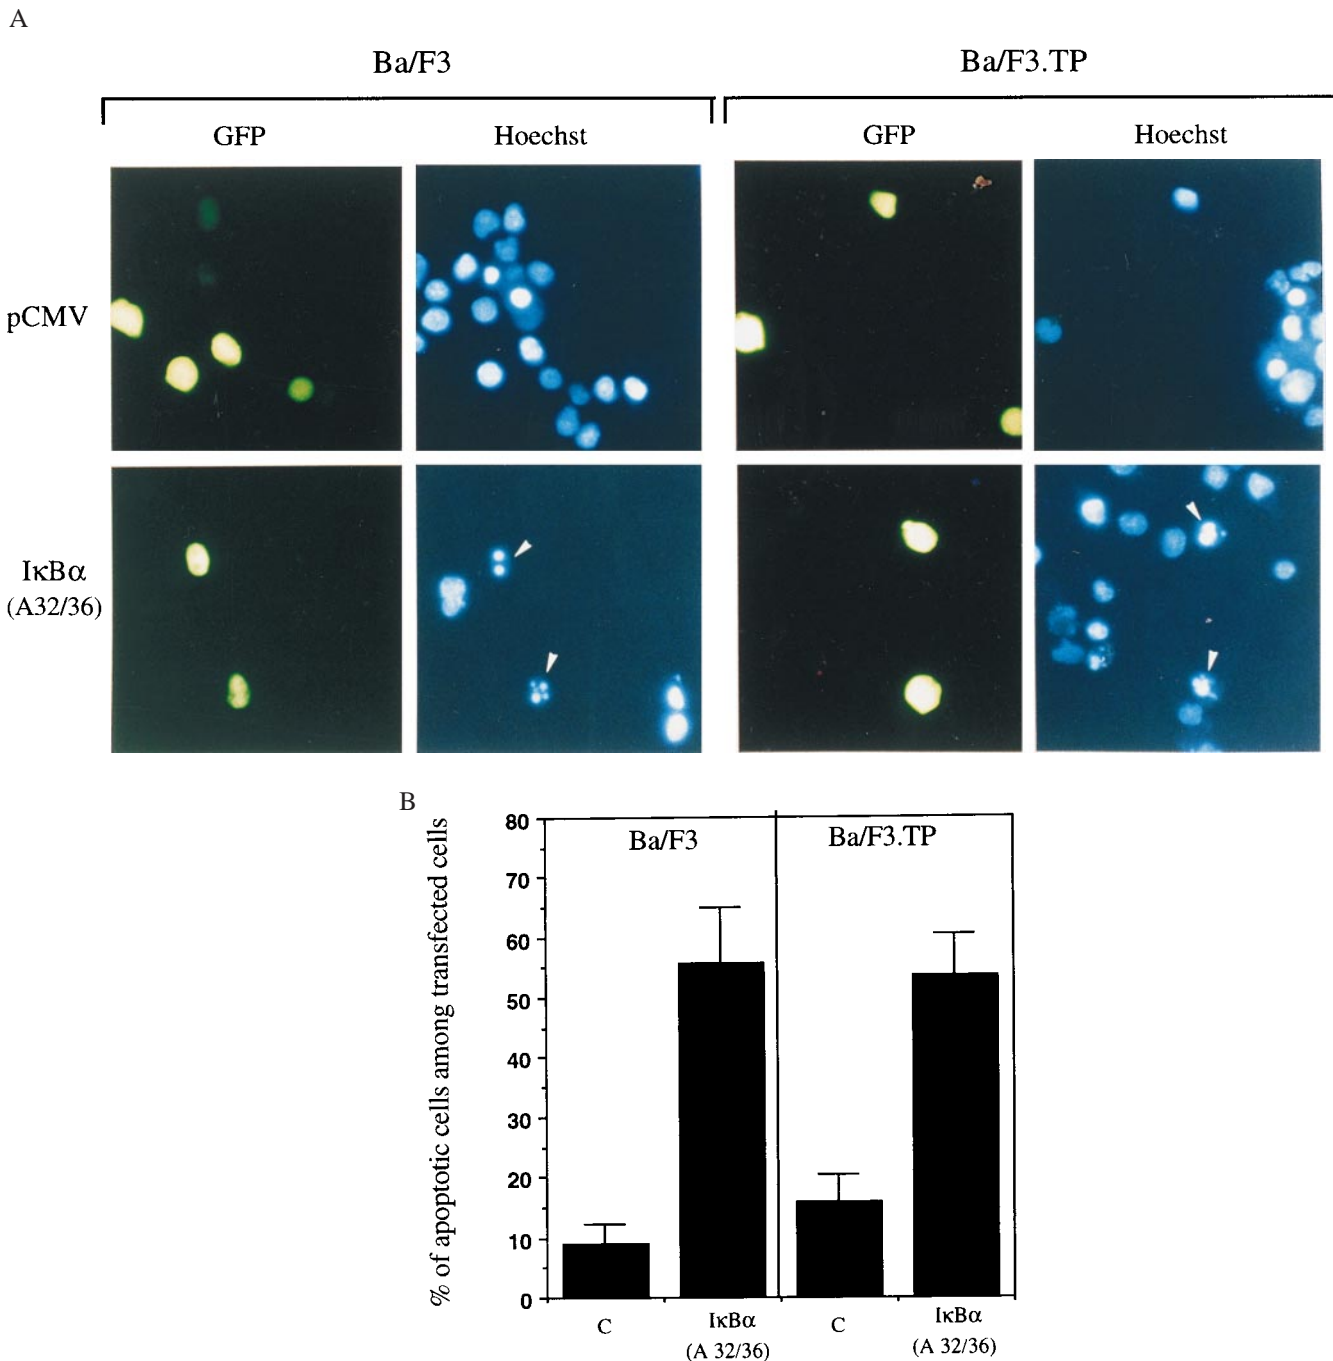 A
Ba/F3
Ba/F3.TP
GFP
Hoechst
GFP
Hoechst
pCMV
IκBα
(A32/36)
B
% of apoptotic cells among transfected cells
80
70
60
50
40
30
20
10
0
Ba/F3
Ba/F3.TP
C
IκBα
(A 32/36)
C
IκBα
(A 32/36)